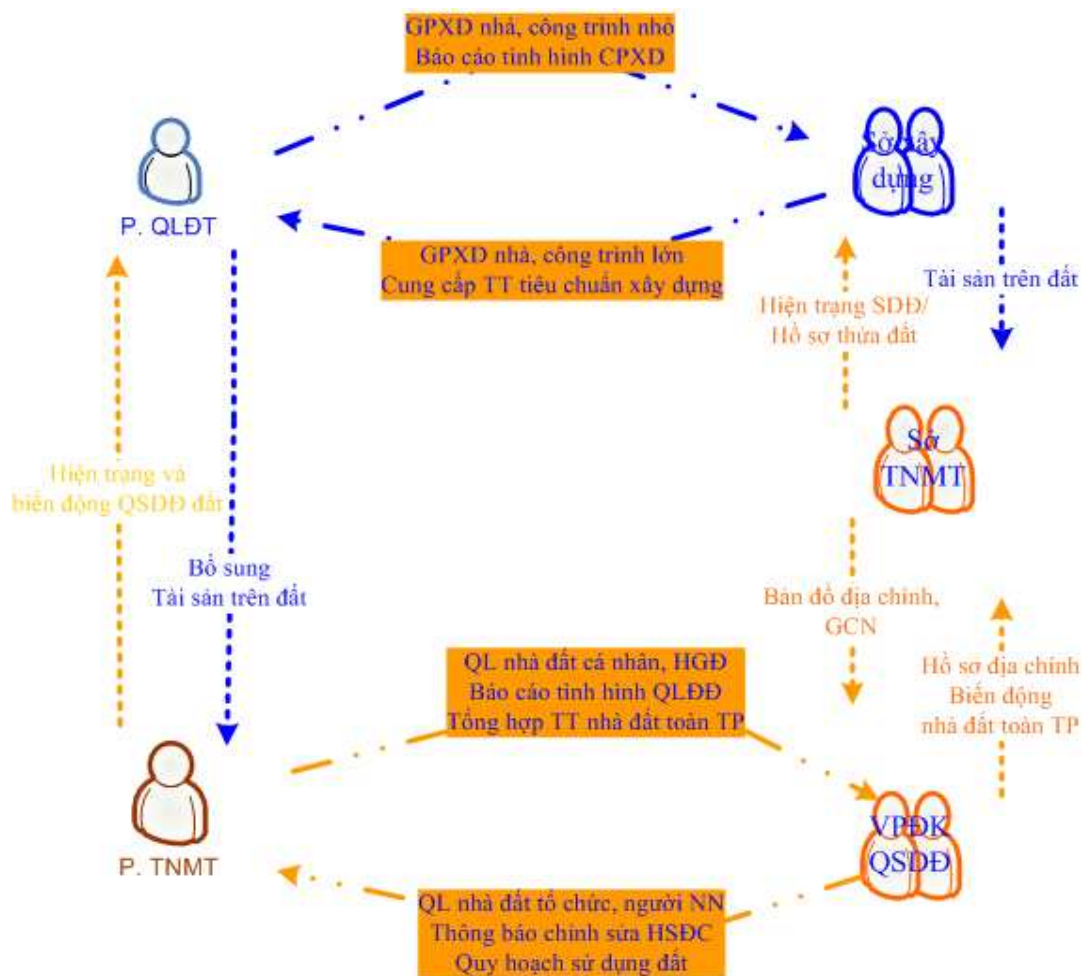 GPXD nhà, công trình nhỏ
Báo cáo tình hình CPXD
Sở xây
dựng
P. QLĐT
GPXD nhà, công trình lớn
Cung cấp TT tiêu chuẩn xây dựng
Tài sản trên đất
Hiện trạng SDĐ/
Hồ sơ thửa đất
Sở
TNMT
Hiện trạng và
biến động QSDĐ đất
Bổ sung
Tài sản trên đất
Bản đồ địa chính,
GCN
QL nhà đất cá nhân, HGĐ
Báo cáo tình hình QLĐĐ
Tổng hợp TT nhà đất toàn TP
Hồ sơ địa chính
Biến động
nhà đất toàn TP
P. TNMT
VPĐK
QSDĐ
QL nhà đất tổ chức, người NN
Thông báo chỉnh sửa HSĐC
Quy hoạch sử dụng đất